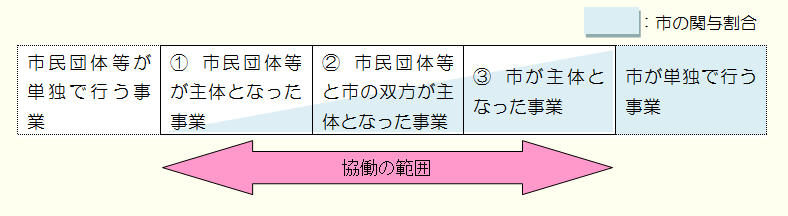 ：市の関与割合
市民団体等が
単独で行う事
業
① 市民団体等
が主体となった
事業
② 市民団体等
と市の双方が主
体となった事業
③ 市が主体と
なった事業
市が単独で行う
事業
協働の範囲